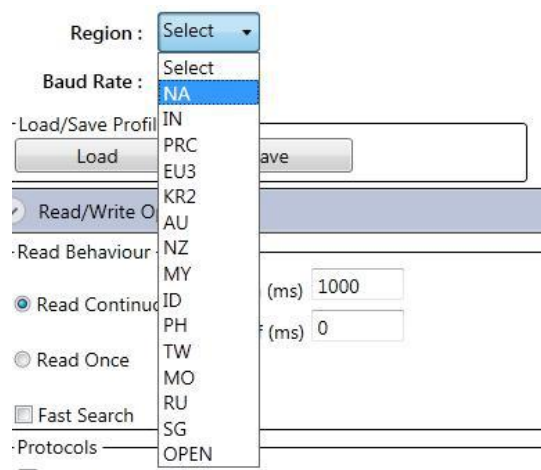 Region : Select
Select
Baud Rate :
NA
Load/Save Profil
IN
PRC
Load ave
EU3
KR2
Read/Write O
AU
Read Behaviour
NZ
MY
(ms) 1000
Read Continuo
ID
PH
(ms) 0
TW
Read Once
MO
RU
Fast Search
SG
Protocols
OPEN